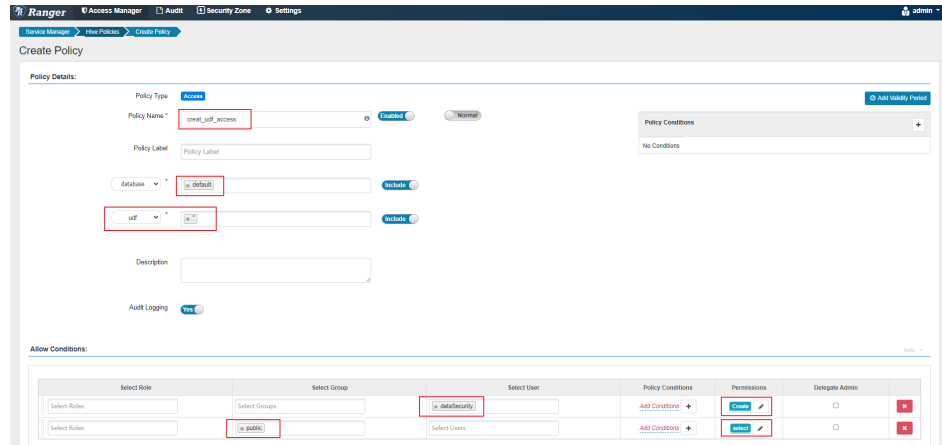 Ranger Access Manager Audit Security Zone Settings admin
Service Manager Hive Policies Create Policy
Create Policy
Policy Details:
Policy Type Access
Add Validity Period
Policy Name * creat_udf_access Enabled Normal
Policy Conditions +
No Conditions
Policy Label Policy Label
database * × default Include
udf * × * Include
Description
Audit Logging Yes
Allow Conditions:
Select Role Select Group Select User Policy Conditions Permissions Delegate Admin
Select Roles Select Groups × dataSecurity Add Conditions + Create ×
Select Roles × public Select Users Add Conditions + select ×